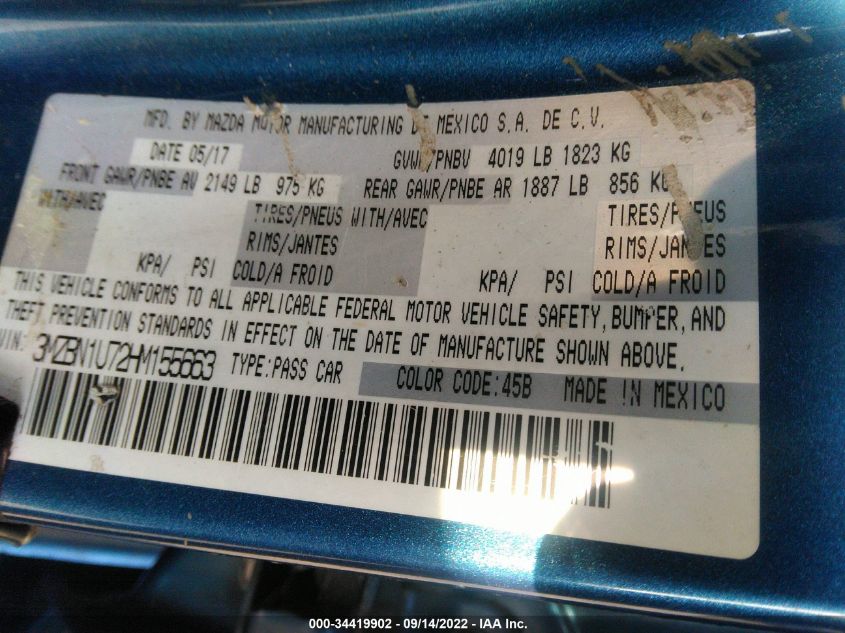 MFD. BY MAZDA MOTOR MANUFACTURING DE MEXICO S.A. DE C.V.
DATE 05/17 GVWR/PNBV 4019 LB 1823 KG
FRONT GAWR/PNBE AV 2149 LB 975 KG REAR GAWR/PNBE AR 1887 LB 856 KG
WITH/AVEC TIRES/PNEUS WITH/AVEC TIRES/PNEUS
RIMS/JANTES RIMS/JANTES
KPA/ PSI COLD/A FROID KPA/ PSI COLD/A FROID
THIS VEHICLE CONFORMS TO ALL APPLICABLE FEDERAL MOTOR VEHICLE SAFETY, BUMPER, AND
THEFT PREVENTION STANDARDS IN EFFECT ON THE DATE OF MANUFACTURE SHOWN ABOVE.
VIN: 3MZBN1U72HM155663 TYPE:PASS CAR COLOR CODE:45B MADE IN MEXICO
000-34419902 - 09/14/2022 - IAA Inc.